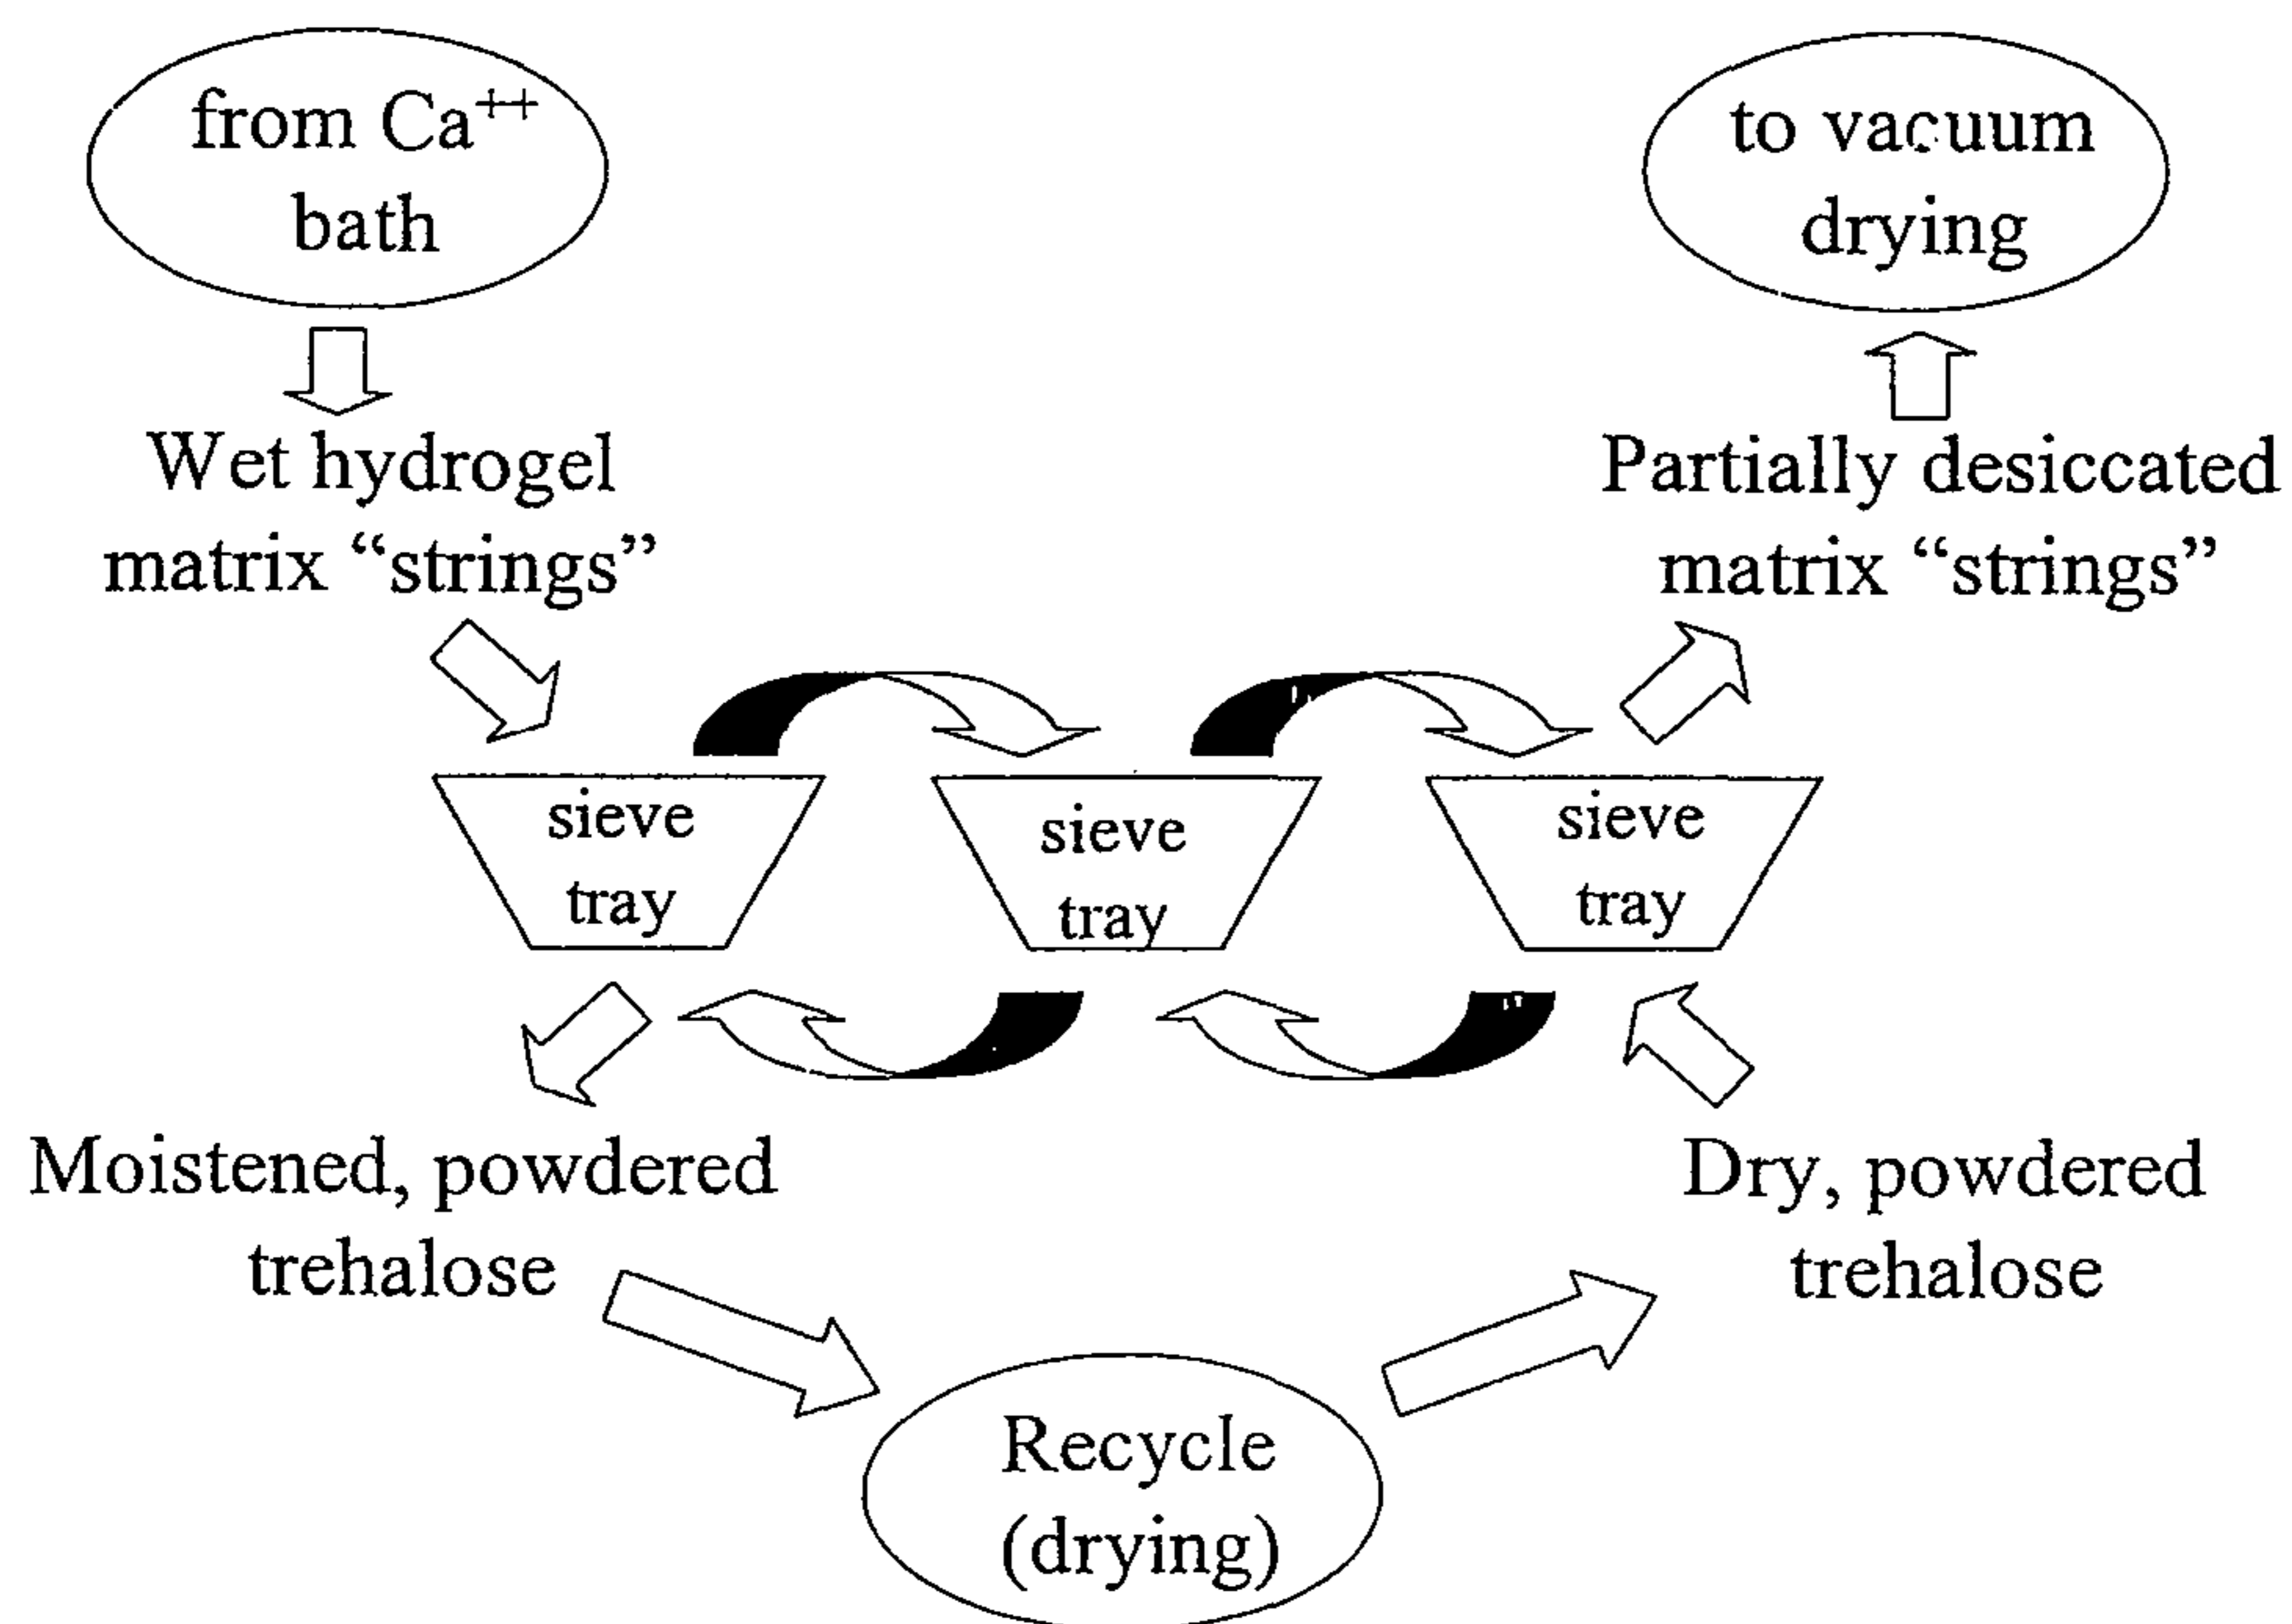 from Ca⁺⁺
bath
to vacuum
drying
Wet hydrogel
matrix “strings”
Partially desiccated
matrix “strings”
sieve
tray
sieve
tray
sieve
tray
Moistened, powdered
trehalose
Dry, powdered
trehalose
Recycle
(drying)